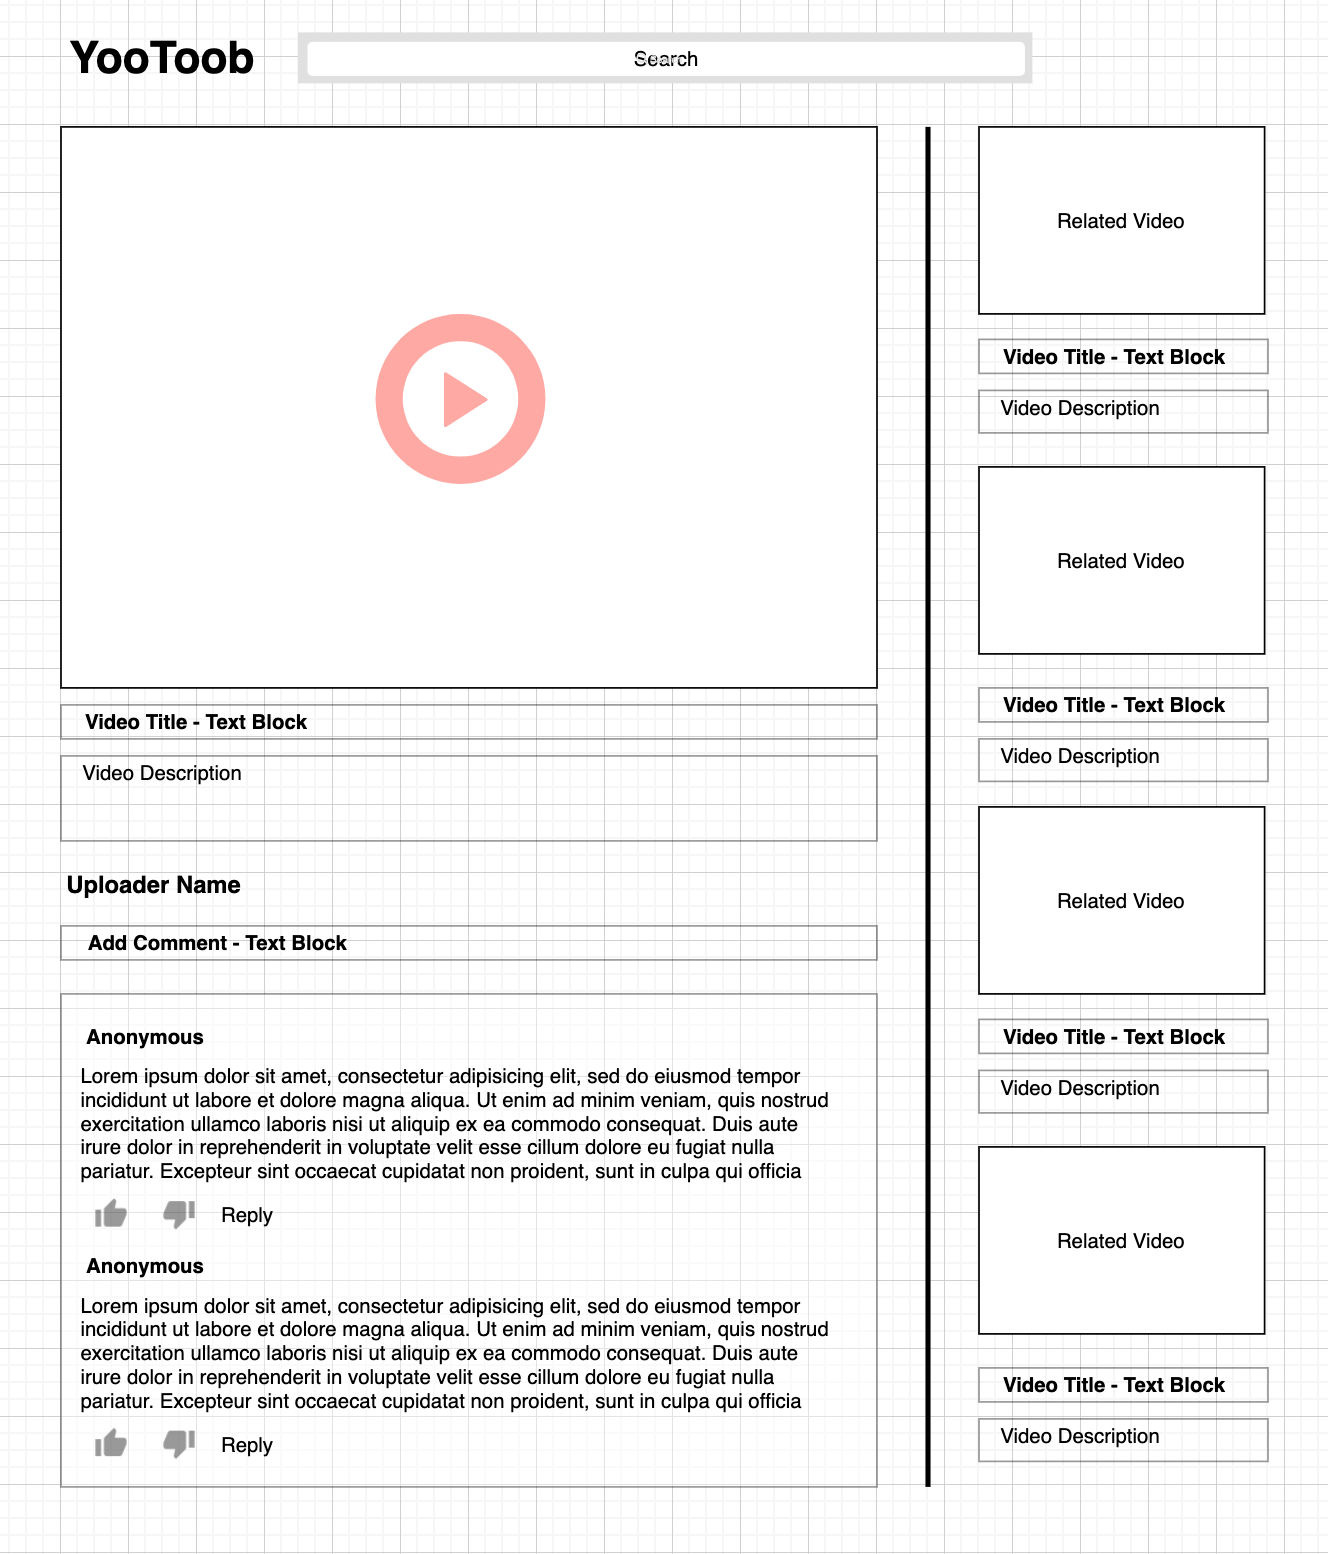 YooToob
Search
Video Title - Text Block
Video Description
Uploader Name
Add Comment - Text Block
Anonymous
Lorem ipsum dolor sit amet, consectetur adipisicing elit, sed do eiusmod tempor
incididunt ut labore et dolore magna aliqua. Ut enim ad minim veniam, quis nostrud
exercitation ullamco laboris nisi ut aliquip ex ea commodo consequat. Duis aute
irure dolor in reprehenderit in voluptate velit esse cillum dolore eu fugiat nulla
pariatur. Excepteur sint occaecat cupidatat non proident, sunt in culpa qui officia
Reply
Anonymous
Lorem ipsum dolor sit amet, consectetur adipisicing elit, sed do eiusmod tempor
incididunt ut labore et dolore magna aliqua. Ut enim ad minim veniam, quis nostrud
exercitation ullamco laboris nisi ut aliquip ex ea commodo consequat. Duis aute
irure dolor in reprehenderit in voluptate velit esse cillum dolore eu fugiat nulla
pariatur. Excepteur sint occaecat cupidatat non proident, sunt in culpa qui officia
Reply
Related Video
Video Title - Text Block
Video Description
Related Video
Video Title - Text Block
Video Description
Related Video
Video Title - Text Block
Video Description
Related Video
Video Title - Text Block
Video Description